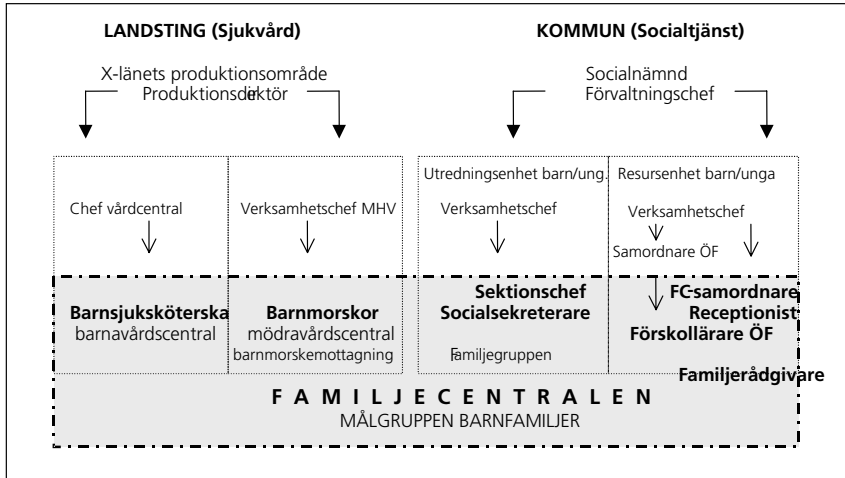 LANDSTING (Sjukvård)
X-länets produktionsområde
Produktionsdirektör
Chef vårdcentral
Verksamhetschef MHV
Barnsjuksköterska
barnavårdscentral
Barnmorskor
mödravårdscentral
barnmorskemottagning
KOMMUN (Socialtjänst)
Socialnämnd
Förvaltningschef
Utredningsenhet barn/ung.
Verksamhetschef
Sektionschef
Socialsekreterare
Familjegruppen
Resursenhet barn/unga
Verksamhetschef
Samordnare ÖF
FC-samordnare
Receptionist
Förskollärare ÖF
Familjerådgivare
FAMILJECENTRALEN
MÅLGRUPPEN BARNFAMILJER